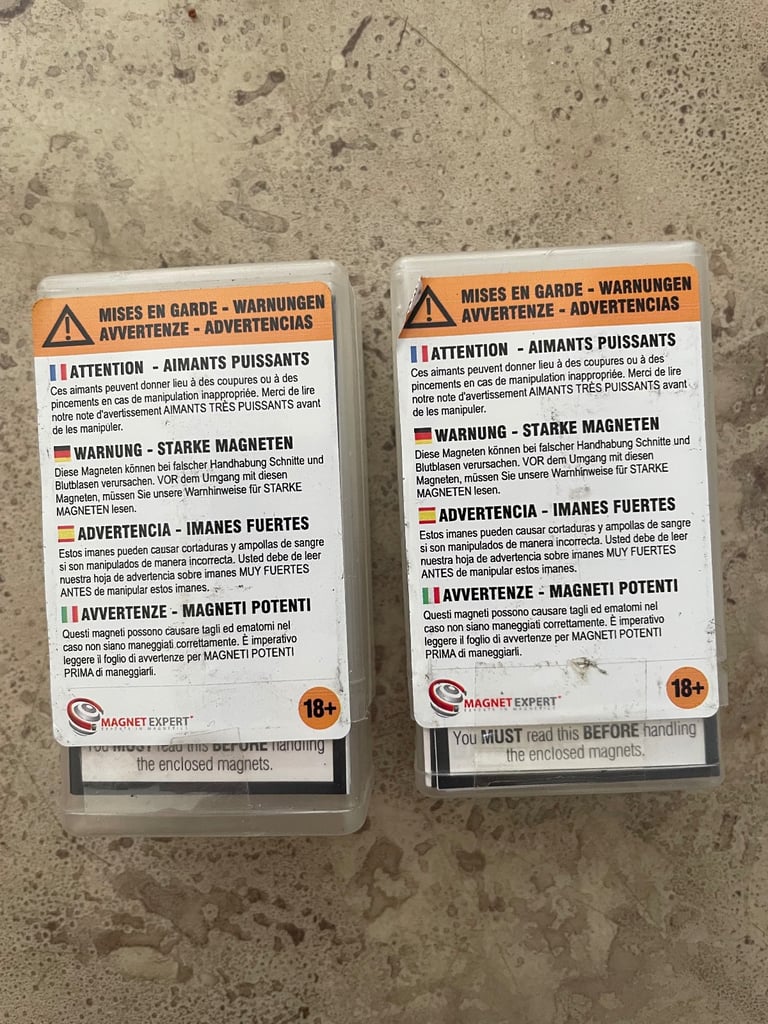 MISES EN GARDE - WARNUNGEN
AVVERTENZE - ADVERTENCIAS
ATTENTION - AIMANTS PUISSANTS
Ces aimants peuvent donner lieu à des coupures ou à des
pincements en cas de manipulation inappropriée. Merci de lire
notre note d'avertissement AIMANTS TRÈS PUISSANTS avant
de les manipuler.
WARNUNG - STARKE MAGNETEN
Diese Magneten können bei falscher Handhabung Schnitte und
Blutblasen verursachen. VOR dem Umgang mit diesen
Magneten, müssen Sie unsere Warnhinweise für STARKE
MAGNETEN lesen.
ADVERTENCIA - IMANES FUERTES
Estos imanes pueden causar cortaduras y ampollas de sangre
si son manipulados de manera incorrecta. Usted debe de leer
nuestra hoja de advertencia sobre imanes MUY FUERTES
ANTES de manipular estos imanes.
AVVERTENZE - MAGNETI POTENTI
Questi magneti possono causare tagli ed ematomi nel
caso non siano maneggiati correttamente. È imperativo
leggere il foglio di avvertenze per MAGNETI POTENTI
PRIMA di maneggiarli.
MAGNET EXPERT
EXPERTS IN MAGNETICS
18+
You MUST read this BEFORE handling
the enclosed magnets.
MISES EN GARDE - WARNUNGEN
AVVERTENZE - ADVERTENCIAS
ATTENTION - AIMANTS PUISSANTS
Ces aimants peuvent donner lieu à des coupures ou à des
pincements en cas de manipulation inappropriée. Merci de lire
notre note d'avertissement AIMANTS TRÈS PUISSANTS avant
de les manipuler.
WARNUNG - STARKE MAGNETEN
Diese Magneten können bei falscher Handhabung Schnitte und
Blutblasen verursachen. VOR dem Umgang mit diesen
Magneten, müssen Sie unsere Warnhinweise für STARKE
MAGNETEN lesen.
ADVERTENCIA - IMANES FUERTES
Estos imanes pueden causar cortaduras y ampollas de sangre
si son manipulados de manera incorrecta. Usted debe de leer
nuestra hoja de advertencia sobre imanes MUY FUERTES
ANTES de manipular estos imanes.
AVVERTENZE - MAGNETI POTENTI
Questi magneti possono causare tagli ed ematomi nel
caso non siano maneggiati correttamente. È imperativo
leggere il foglio di avvertenze per MAGNETI POTENTI
PRIMA di maneggiarli.
MAGNET EXPERT
EXPERTS IN MAGNETICS
18+
You MUST read this BEFORE handling
the enclosed magnets.